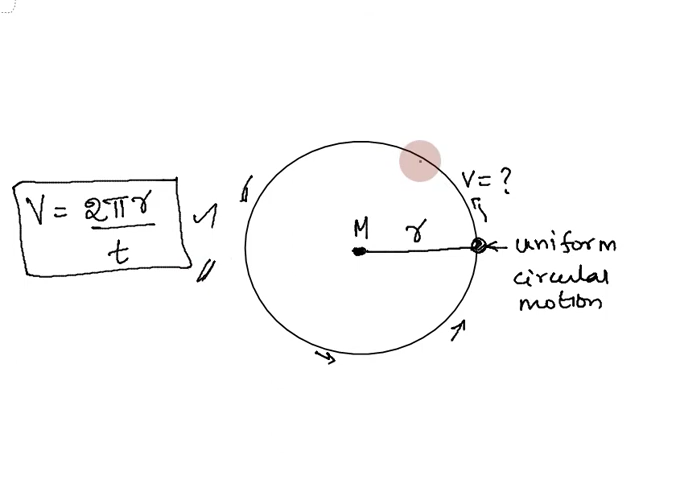 V = 2πr / t
V = ?
M
r
uniform
circular
motion